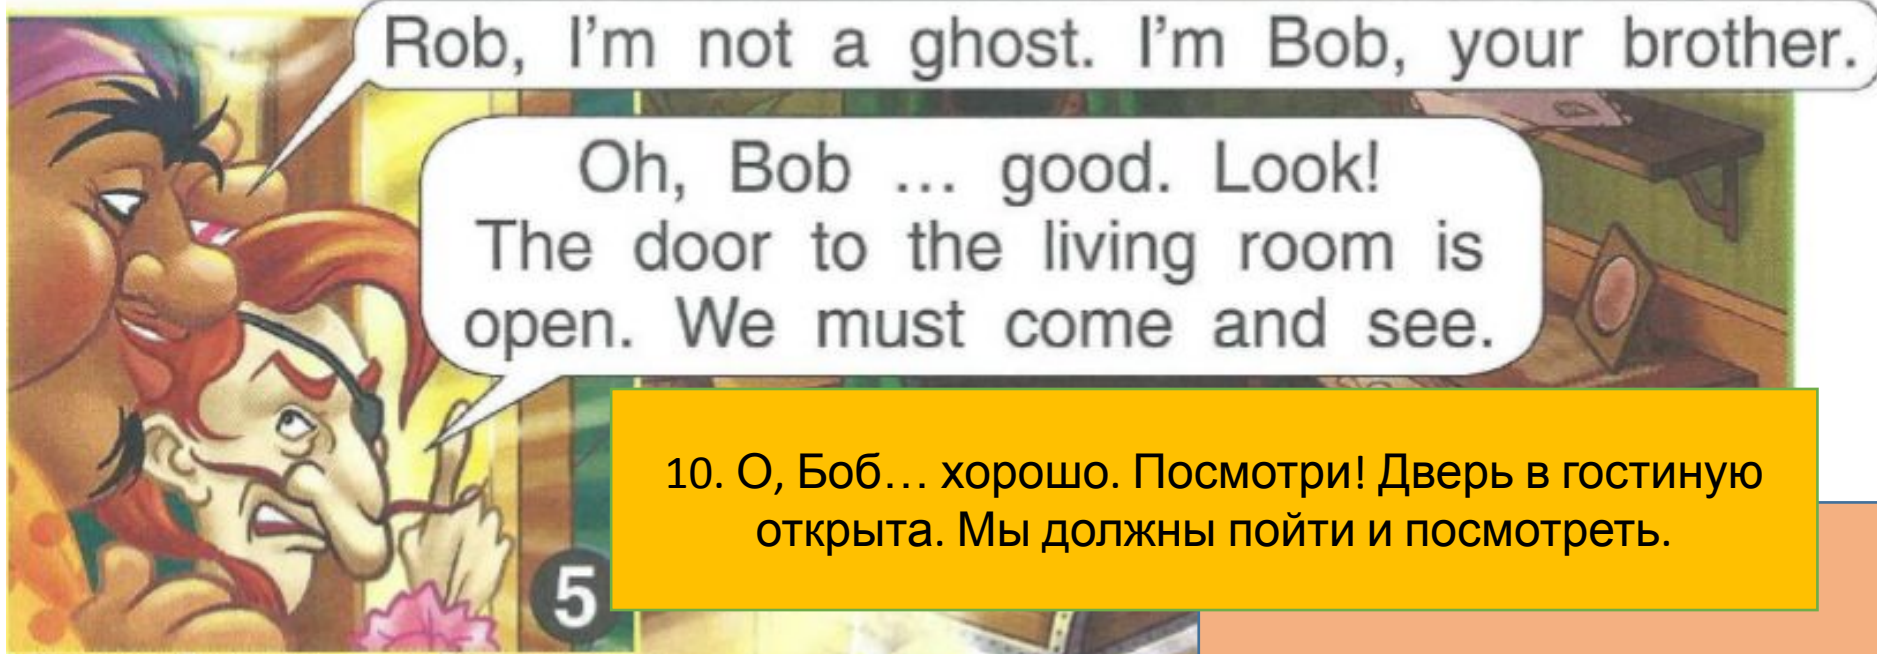 Rob, I'm not a ghost. I'm Bob, your brother.
Oh, Bob ... good. Look!
The door to the living room is
open. We must come and see.
10. О, Боб… хорошо. Посмотри! Дверь в гостиную
открыта. Мы должны пойти и посмотреть.
5